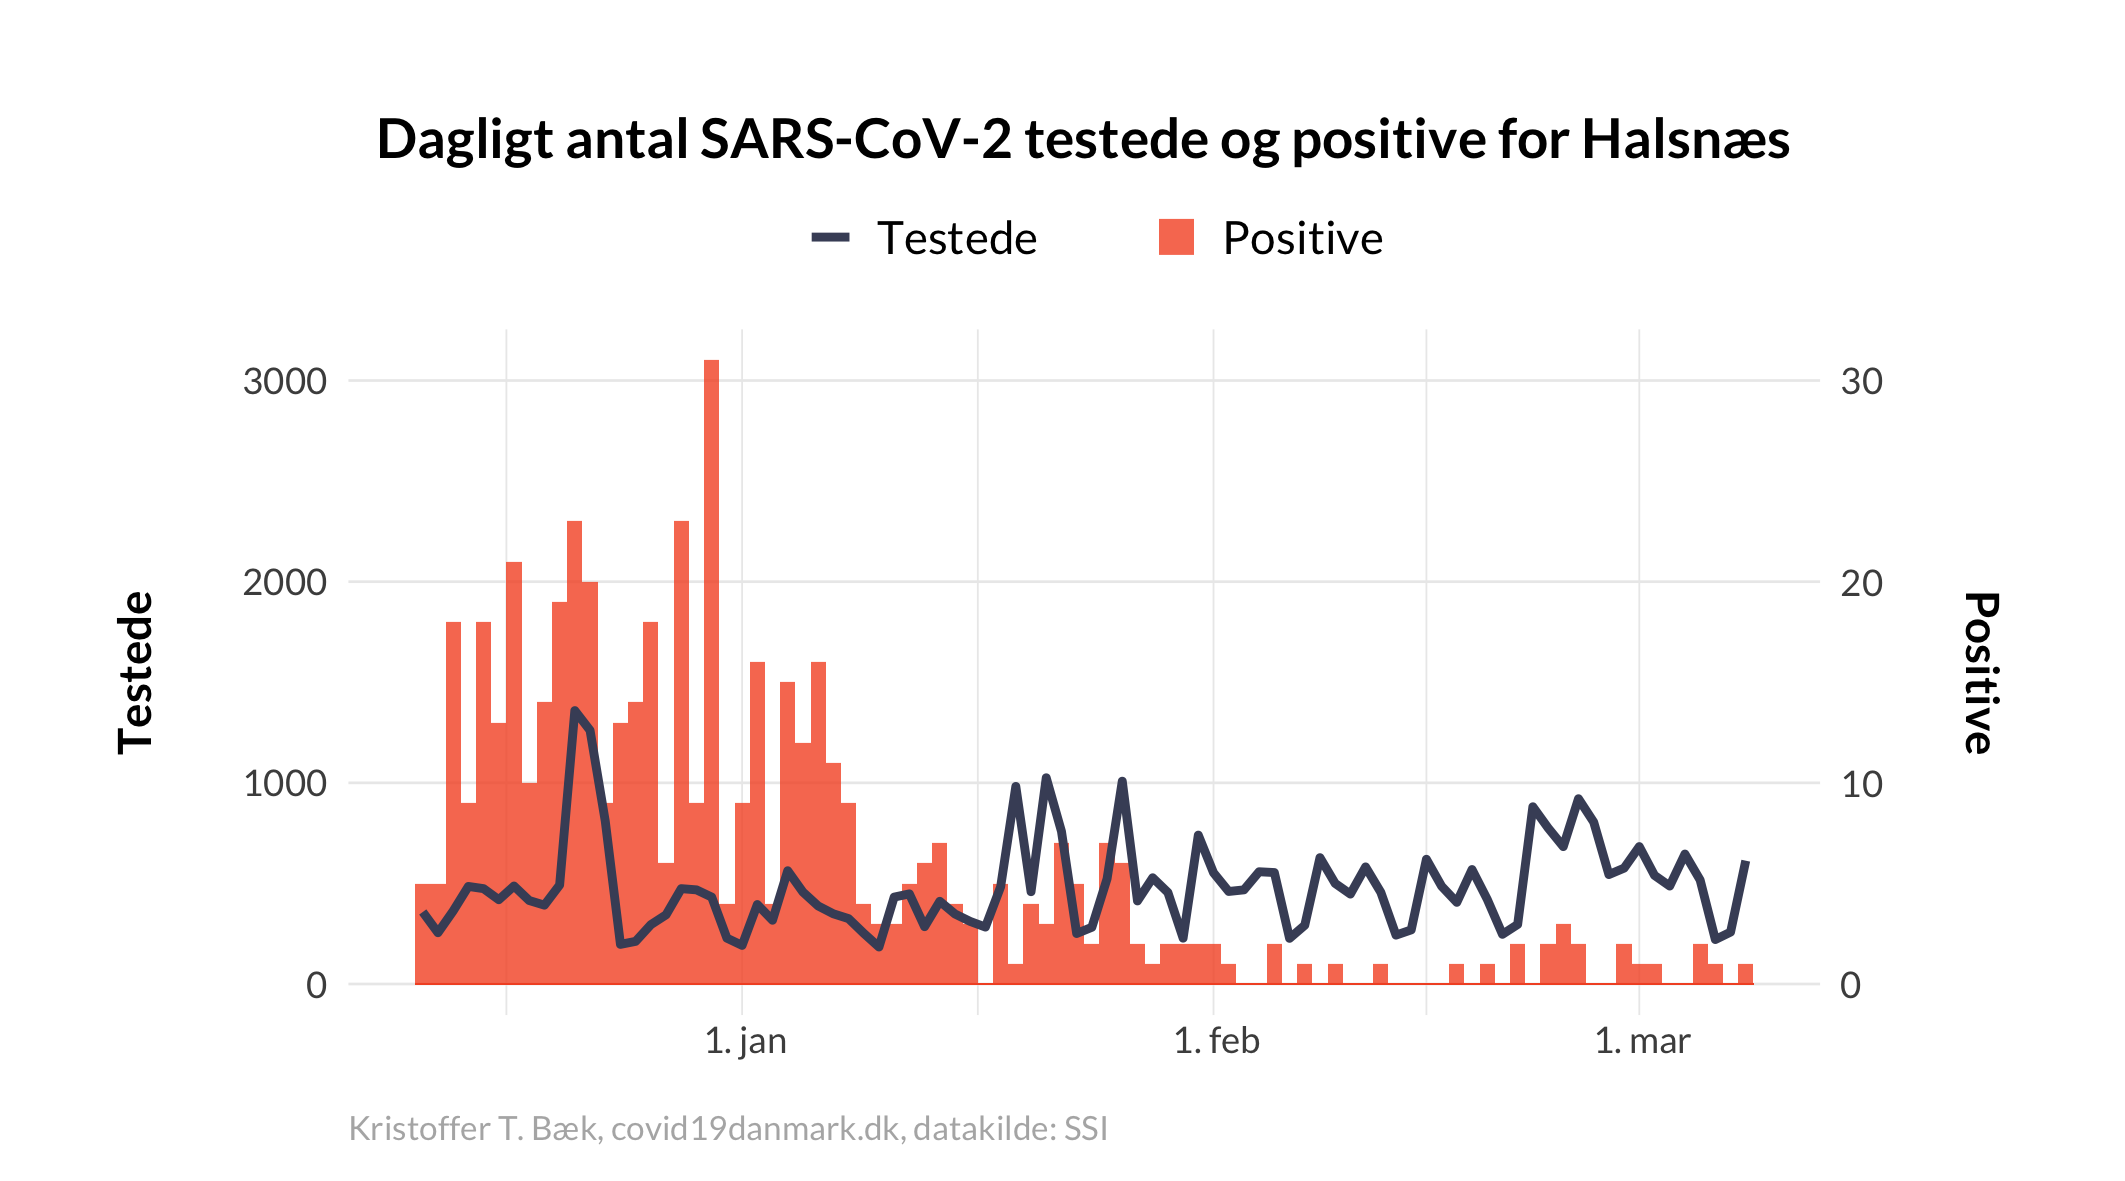 Dagligt antal SARS-CoV-2 testede og positive for Halsnæs
Testede
Positive
3000
2000
1000
0
30
20
10
0
Testede
Positive
1. jan
1. feb
1. mar
Kristoffer T. Bæk, covid19danmark.dk, datakilde: SSI